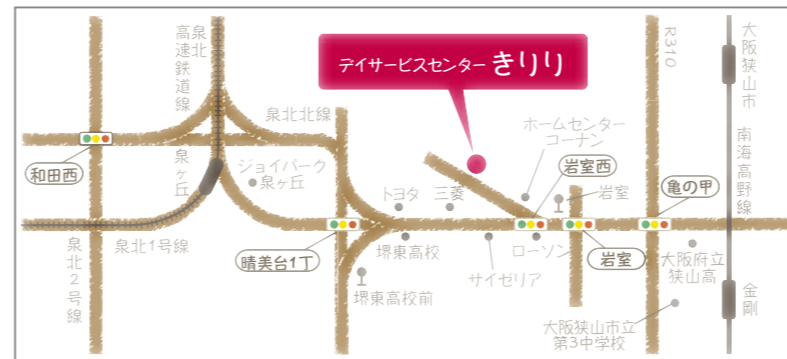 泉北
高速鉄道線
泉北北線
デイサービスセンター きりり
R310
大阪狭山市
和田西
泉ヶ丘
ジョイパーク
泉ヶ丘
ホームセンター
コーナン
岩室西
トヨタ
三菱
岩室
亀の甲
南海高野線
泉北2号線
泉北1号線
晴美台1丁
堺東高校
堺東高校前
サイゼリア
ローソン
岩室
大阪府立
狭山高
大阪狭山市立
第3中学校
金剛